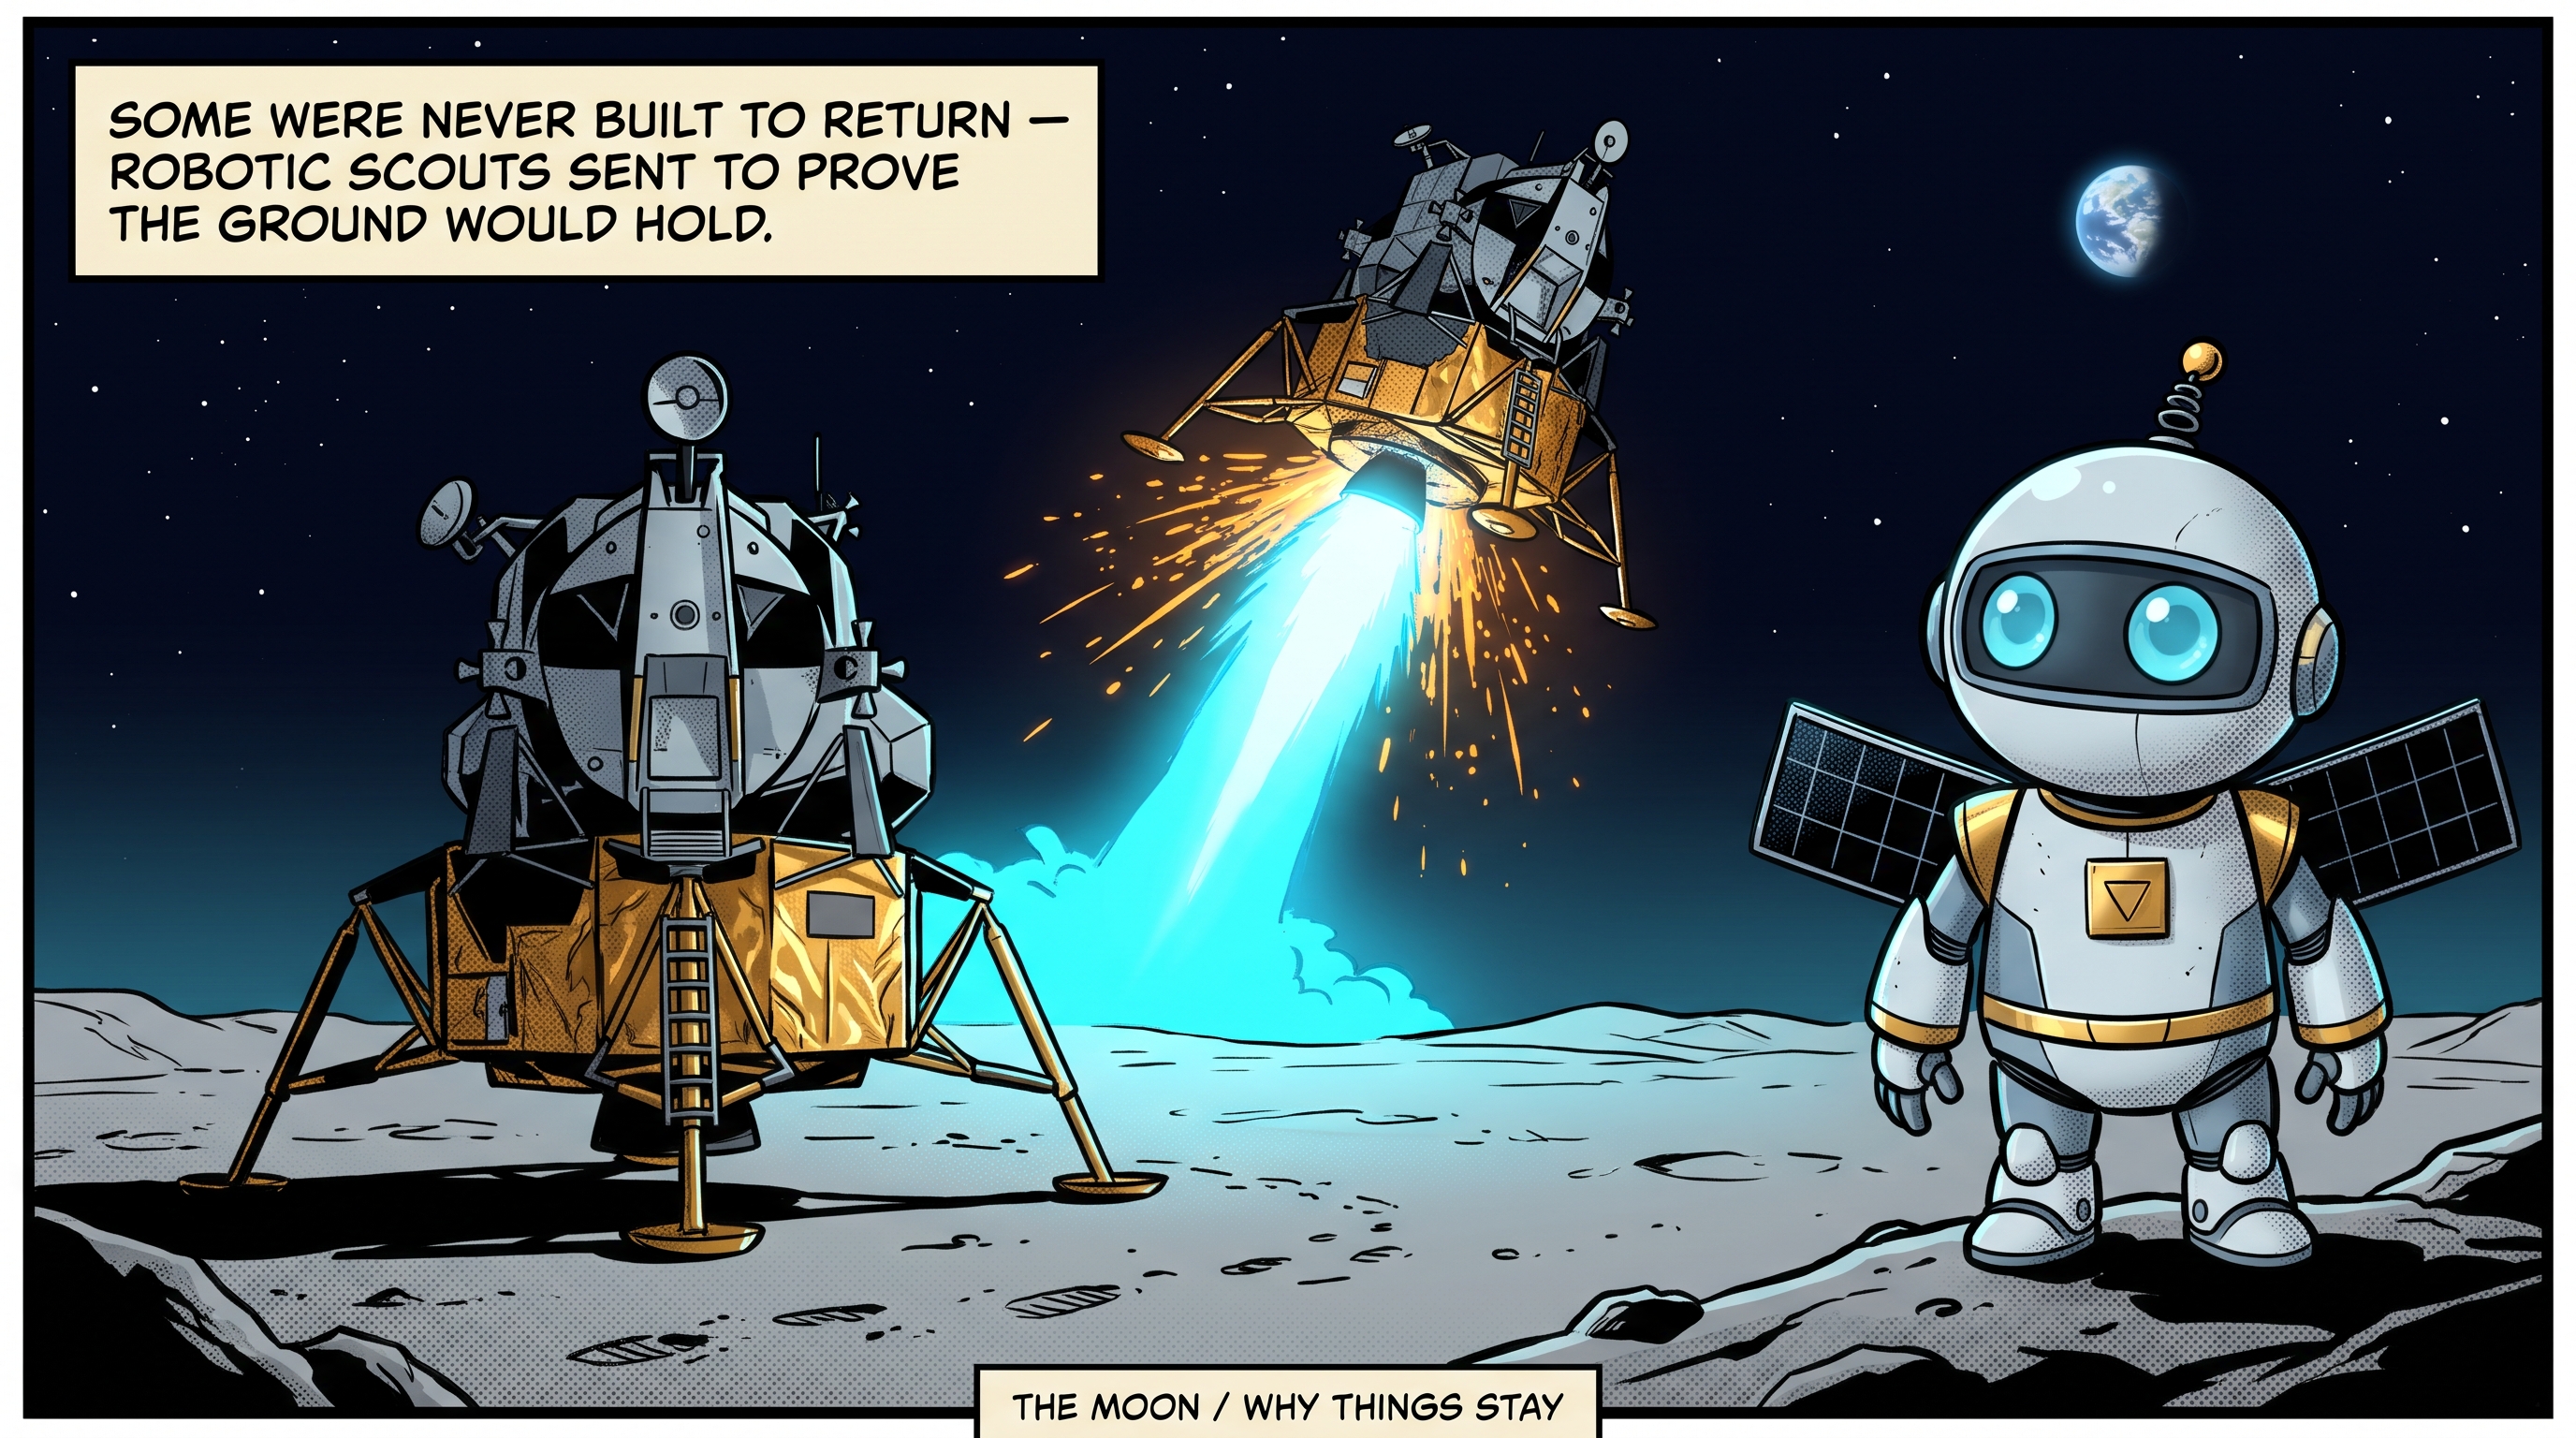 SOME WERE NEVER BUILT TO RETURN —
ROBOTIC SCOUTS SENT TO PROVE
THE GROUND WOULD HOLD.
THE MOON / WHY THINGS STAY